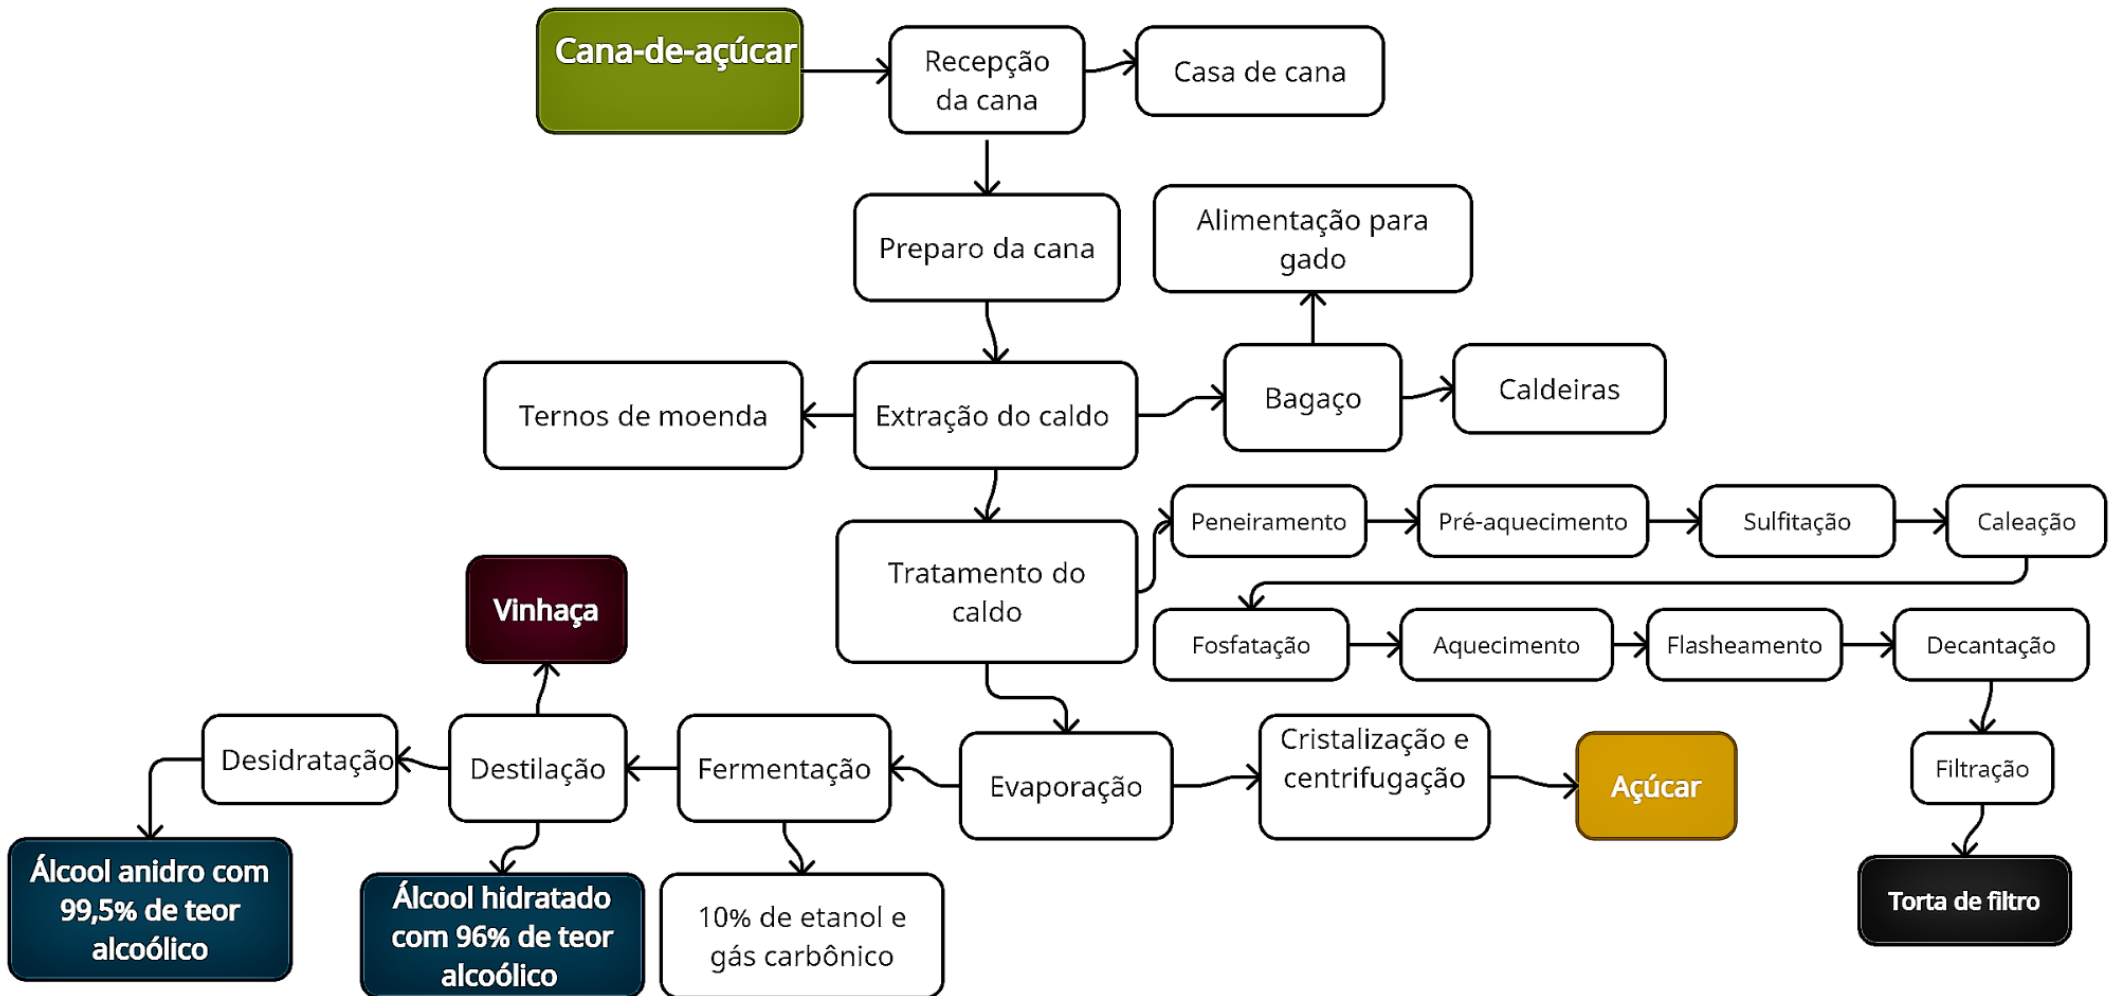 Cana-de-açúcar
Recepção
da cana
Casa de cana
Preparo da cana
Alimentação para
gado
Ternos de moenda
Extração do caldo
Bagaço
Caldeiras
Tratamento do
caldo
Peneiramento
Pré-aquecimento
Sulfitação
Caleação
Fosfatação
Aquecimento
Flasheamento
Decantação
Vinhaça
Desidratação
Destilação
Fermentação
Evaporação
Cristalização e
centrifugação
Açúcar
Filtração
Álcool anidro com
99,5% de teor
alcoólico
Álcool hidratado
com 96% de teor
alcoólico
10% de etanol e
gás carbônico
Torta de filtro